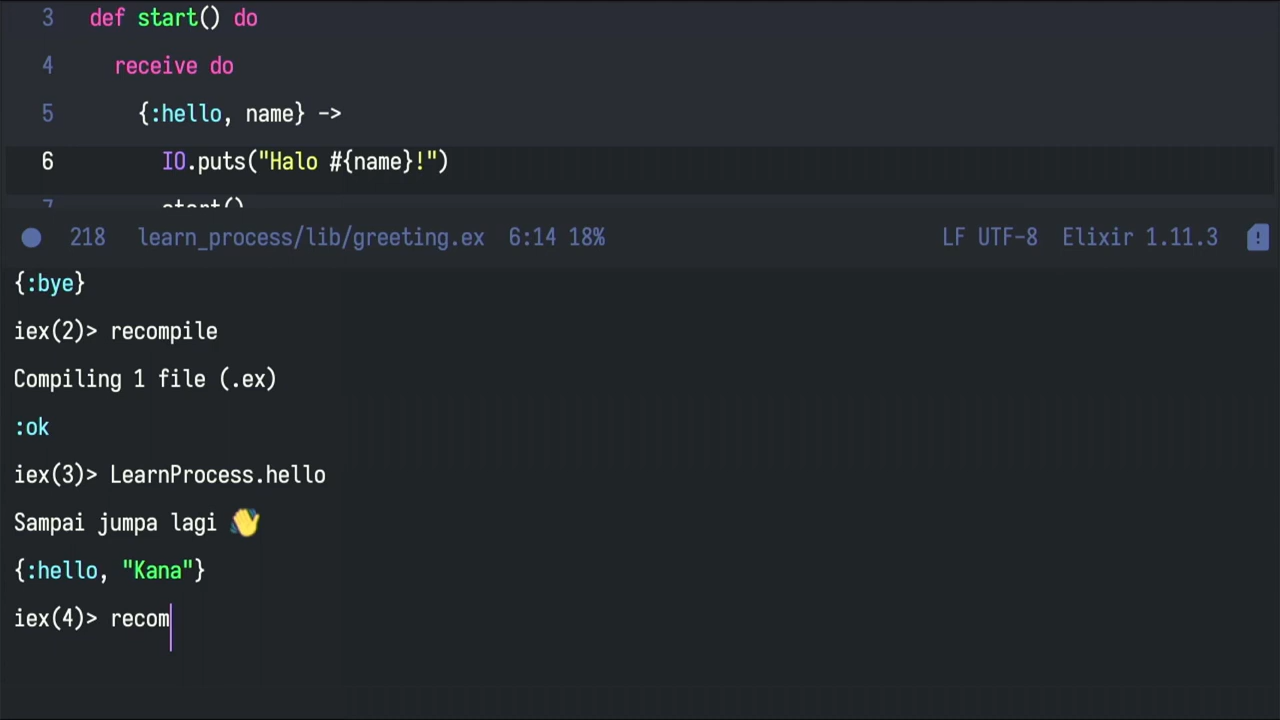 3 def start() do
4 receive do
5 {:hello, name} ->
6 IO.puts("Halo #{name}!")
7 start()
218 learn_process/lib/greeting.ex 6:14 18% LF UTF-8 Elixir 1.11.3
{:bye}
iex(2)> recompile
Compiling 1 file (.ex)
:ok
iex(3)> LearnProcess.hello
Sampai jumpa lagi 👋
{:hello, "Kana"}
iex(4)> recom